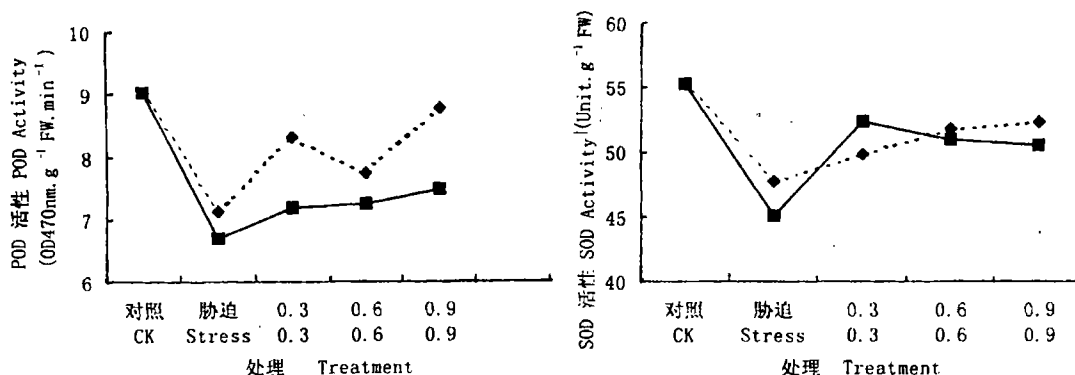 POD 活性 POD Activity
(OD470nm.g⁻¹ FW.min⁻¹)
10
9
8
7
6
对照 胁迫 0.3 0.6 0.9
CK Stress 0.3 0.6 0.9
处理 Treatment
SOD 活性 SOD Activity (Unit.g⁻¹ FW)
60
55
50
45
40
对照 胁迫 0.3 0.6 0.9
CK Stress 0.3 0.6 0.9
处理 Treatment